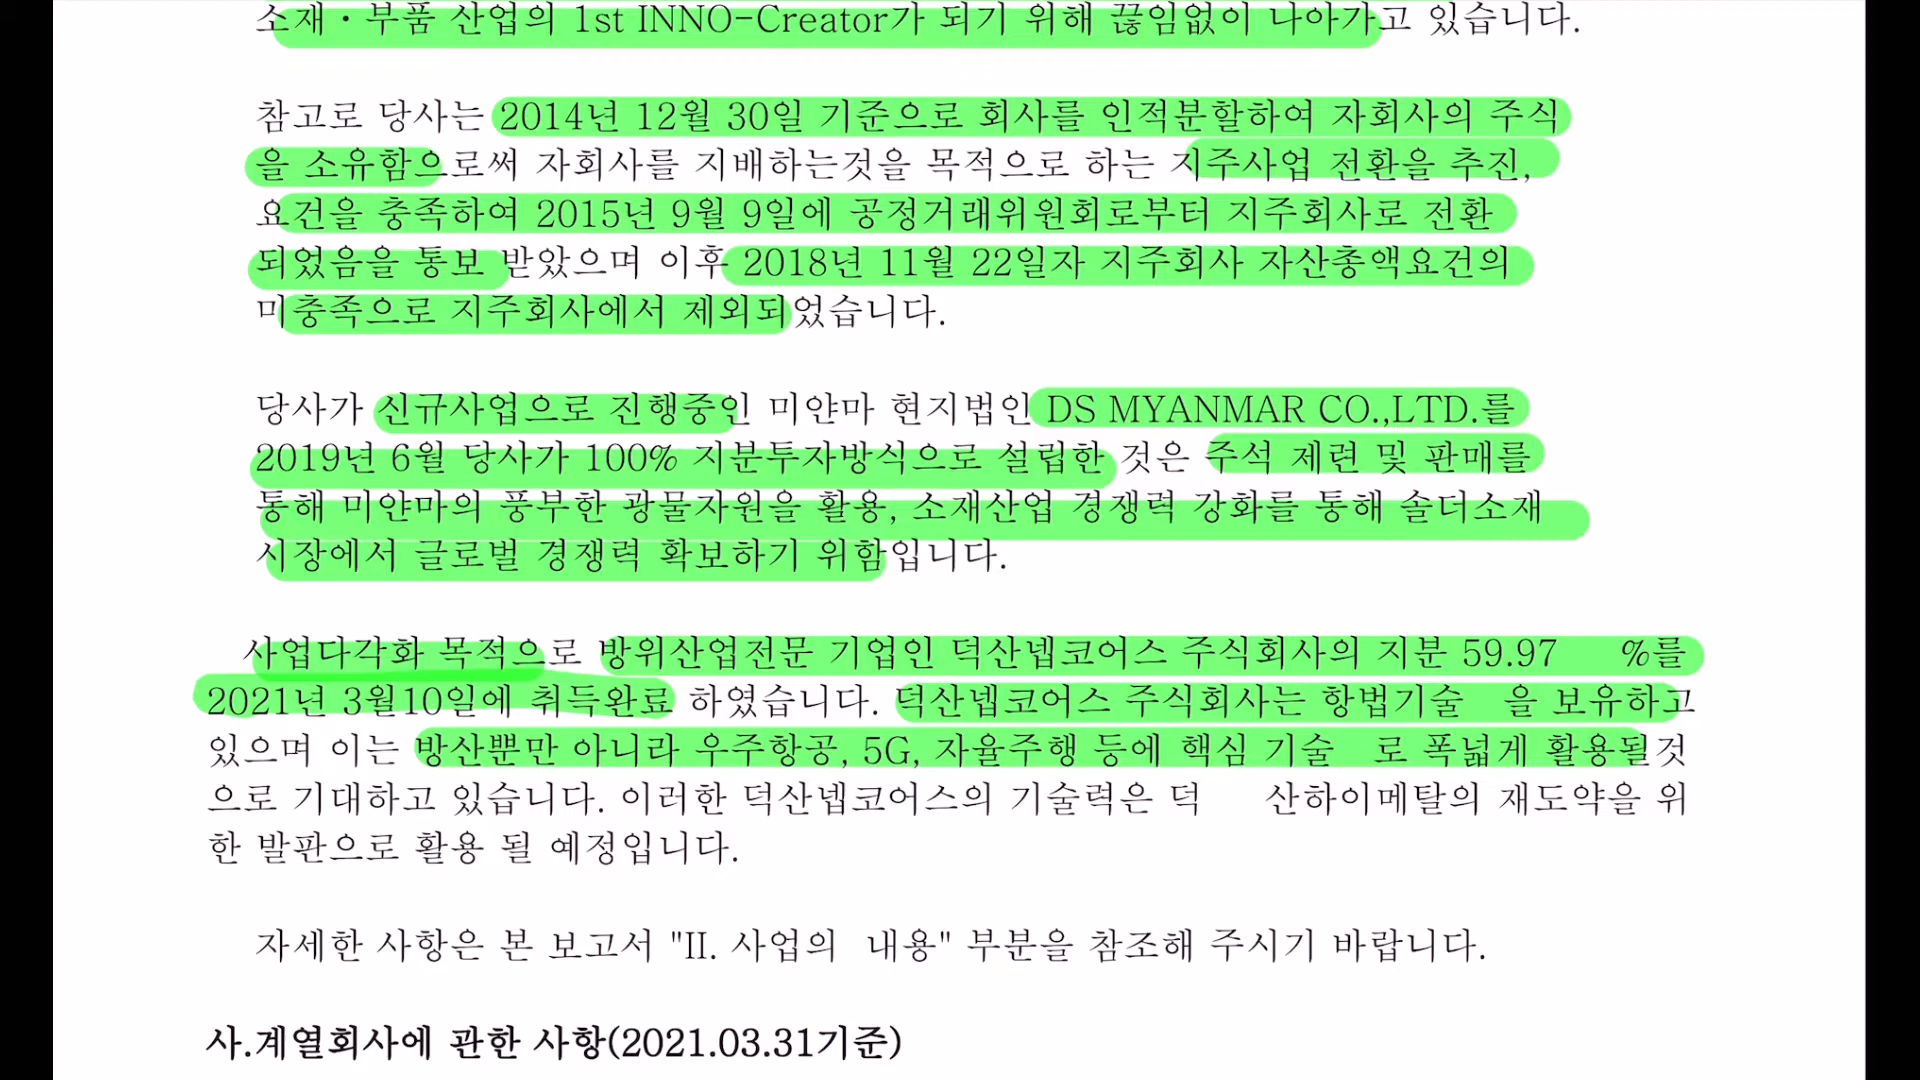 소재・부품 산업의 1st INNO-Creator가 되기 위해 끊임없이 나아가고 있습니다.
참고로 당사는 2014년 12월 30일 기준으로 회사를 인적분할하여 자회사의 주식
을 소유함으로써 자회사를 지배하는것을 목적으로 하는 지주사업 전환을 추진,
요건을 충족하여 2015년 9월 9일에 공정거래위원회로부터 지주회사로 전환
되었음을 통보 받았으며 이후 2018년 11월 22일자 지주회사 자산총액요건의
미충족으로 지주회사에서 제외되었습니다.
당사가 신규사업으로 진행중인 미얀마 현지법인 DS MYANMAR CO.,LTD.를
2019년 6월 당사가 100% 지분투자방식으로 설립한 것은 주석 제련 및 판매를
통해 미얀마의 풍부한 광물자원을 활용, 소재산업 경쟁력 강화를 통해 솔더소재
시장에서 글로벌 경쟁력 확보하기 위함입니다.
사업다각화 목적으로 방위산업전문 기업인 덕산넵코어스 주식회사의 지분 59.97 %를
2021년 3월10일에 취득완료 하였습니다. 덕산넵코어스 주식회사는 항법기술 을 보유하고
있으며 이는 방산뿐만 아니라 우주항공, 5G, 자율주행 등에 핵심 기술 로 폭넓게 활용될것
으로 기대하고 있습니다. 이러한 덕산넵코어스의 기술력은 덕 산하이메탈의 재도약을 위
한 발판으로 활용 될 예정입니다.
자세한 사항은 본 보고서 "II. 사업의 내용" 부분을 참조해 주시기 바랍니다.
사.계열회사에 관한 사항(2021.03.31기준)